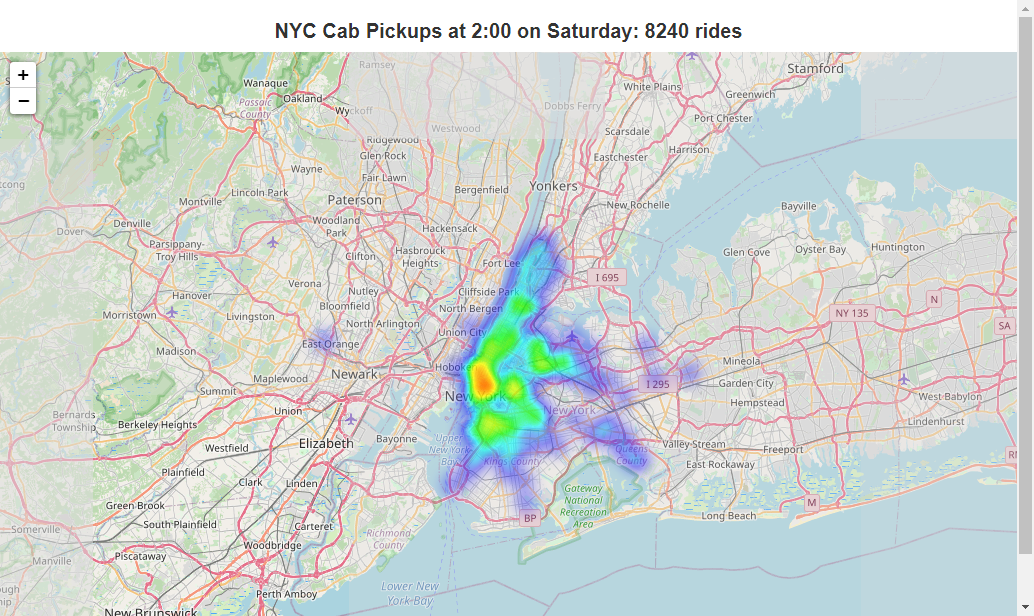 NYC Cab Pickups at 2:00 on Saturday: 8240 rides
+
−
Ramsey
Stamford
Wanaque
White Plains
Greenwich
Oakland
Passaic
County
Wyckoff
Dobbs Ferry
Port Chester
Westwood
Scarsdale
Ridgewood
Harrison
Glen Rock
Eastchester
Wayne
Fair Lawn
Bergenfield
Yonkers
Lincoln Park
Paterson
Montville
New Rochelle
Bayville
Denville
Woodland
Park
Hackensack
Dover
Parsippany-
Troy Hills
Hasbrouck
Heights
Clifton
Glen Cove
Oyster Bay
Huntington
Fort Lee
I 695
Verona
Nutley
Cliffside Park
Hanover
Bloomfield
North Bergen
N
Morristown
Livingston
North Arlington
NY 135
SA
Union City
East Orange
Madison
Mineola
Newark
Hoboken
Maplewood
I 295
Garden City
Summit
New York
West Babylon
Hempstead
Union
New York
Bernards
Township
Berkeley Heights
Lindenhurst
Elizabeth
Bayonne
Upper
New York
Bay
Valley Stream
Freeport
Westfield
Queens
County
Kings County
East Rockaway
Plainfield
Clark
Linden
Gateway
National
Recreation
Area
Green Brook
M
South Plainfield
BP
Long Beach
Somerville
Carteret
Richmond
County
Woodbridge
Piscataway
Manville
Perth Amboy
Lower New
York Bay
New Brunswick